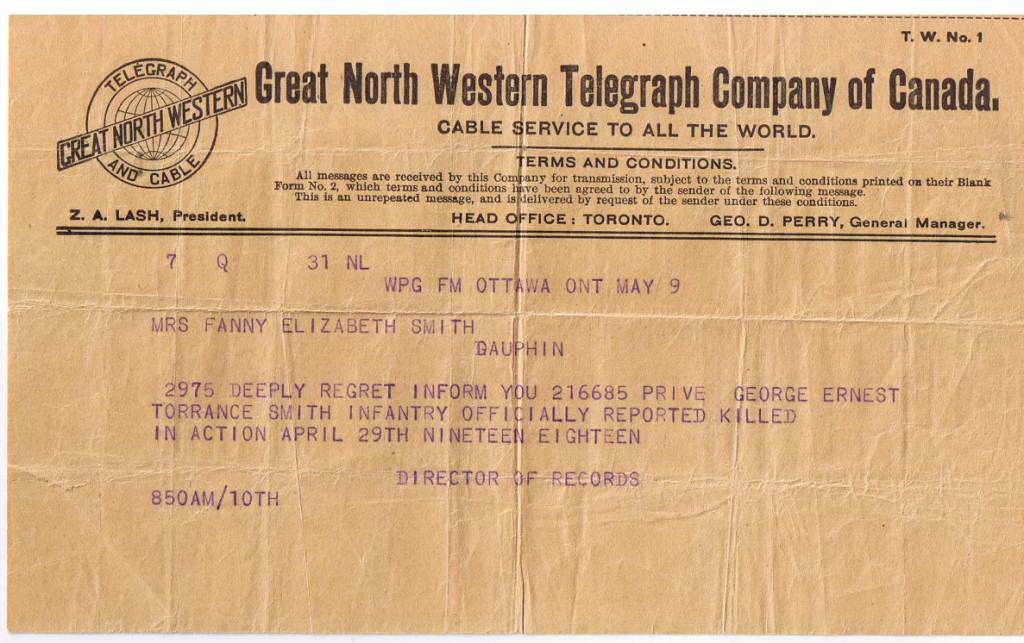 T. W. No. 1
TELEGRAPH
GREAT NORTH WESTERN
AND CABLE
Great North Western Telegraph Company of Canada.
CABLE SERVICE TO ALL THE WORLD.
TERMS AND CONDITIONS.
All messages are received by this Company for transmission, subject to the terms and conditions printed on their Blank
Form No. 2, which terms and conditions have been agreed to by the sender of the following message.
This is an unrepeated message, and is delivered by request of the sender under these conditions.
Z. A. LASH, President. HEAD OFFICE: TORONTO. GEO. D. PERRY, General Manager.
7 Q 31 NL
WPG FM OTTAWA ONT MAY 9
MRS FANNY ELIZABETH SMITH
DAUPHIN
2975 DEEPLY REGRET INFORM YOU 216685 PRIVE GEORGE ERNEST
TORRANCE SMITH INFANTRY OFFICIALLY REPORTED KILLED
IN ACTION APRIL 29TH NINETEEN EIGHTEEN
DIRECTOR OF RECORDS
850AM/10TH